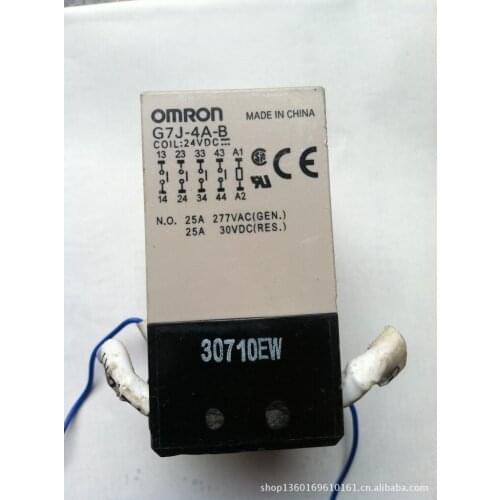 OMRON
MADE IN CHINA
G7J-4A-B
COIL:24VDC
13 23 33 43 A1
14 24 34 44 A2
N.O. 25A 277VAC(GEN.)
25A 30VDC(RES.)
30710EW
shop1360169610161.cn.alibaba.com